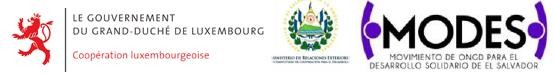 LE GOUVERNEMENT
DU GRAND-DUCHÉ DE LUXEMBOURG
Coopération luxembourgeoise
MINISTERIO DE RELACIONES EXTERIORES
MODES
MOVIMIENTO DE ONGD PARA EL
DESARROLLO SOLIDARIO DE EL SALVADOR